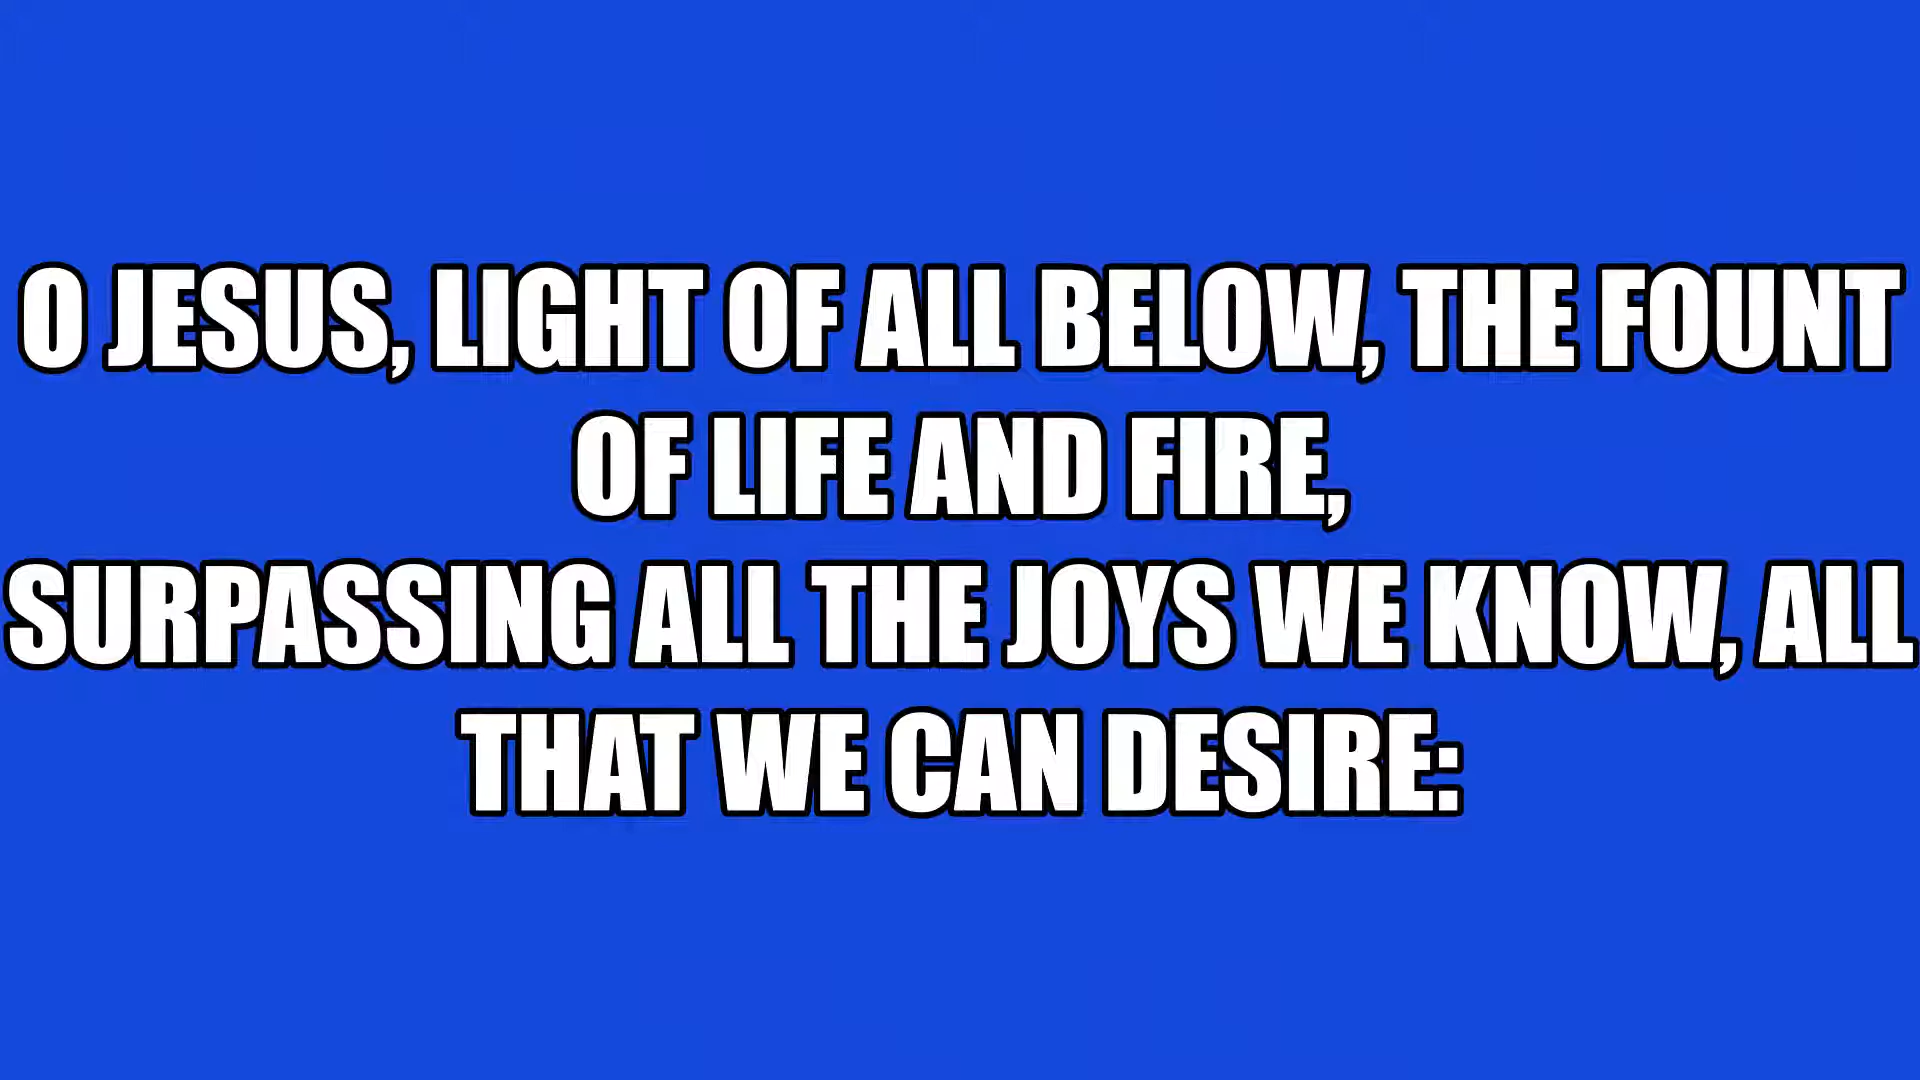 O JESUS, LIGHT OF ALL BELOW, THE FOUNT
OF LIFE AND FIRE,
SURPASSING ALL THE JOYS WE KNOW, ALL
THAT WE CAN DESIRE: